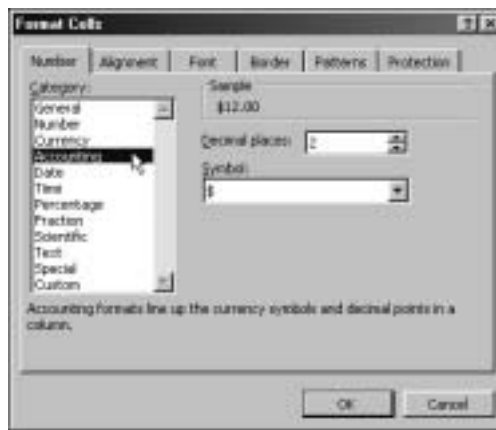 Format Cells
Number Alignment Font Border Patterns Protection
Category:
General
Number
Currency
Accounting
Date
Time
Percentage
Fraction
Scientific
Text
Special
Custom
Sample
$12.00
Decimal places: 2
Symbol:
$
Accounting formats line up the currency symbols and decimal points in a
column.
OK Cancel